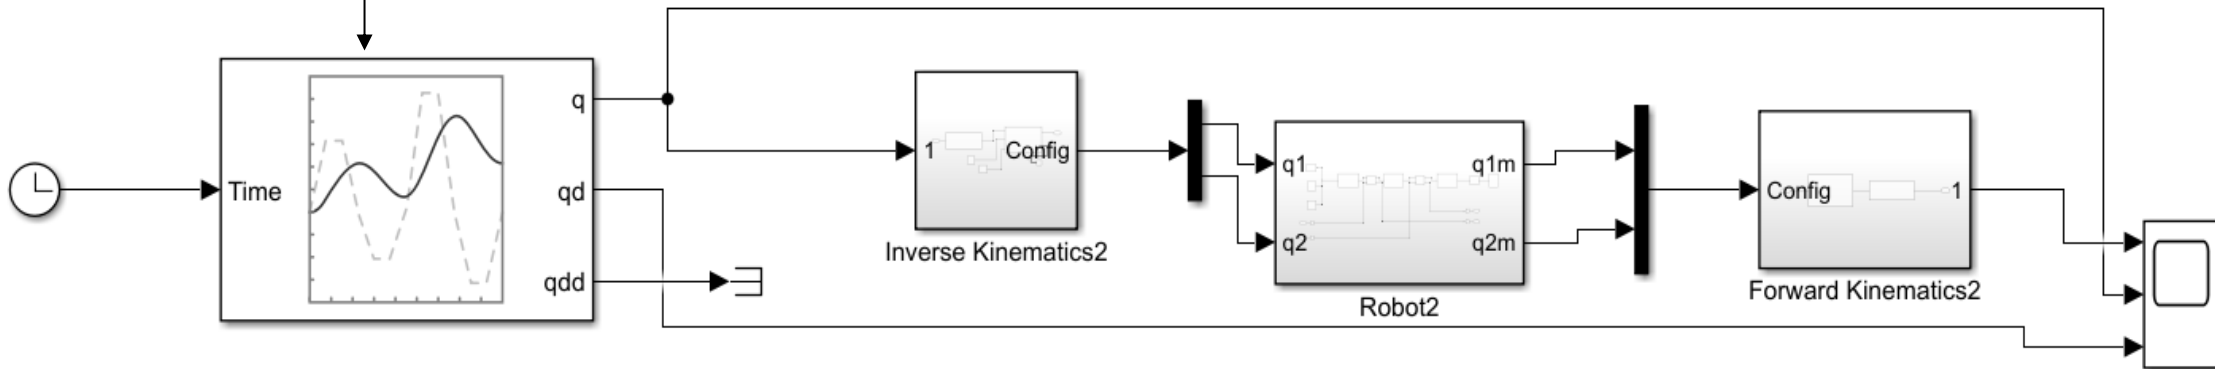 q
Time
qd
qdd
1
Config
Inverse Kinematics2
q1
q2
q1m
q2m
Robot2
Config
1
Forward Kinematics2